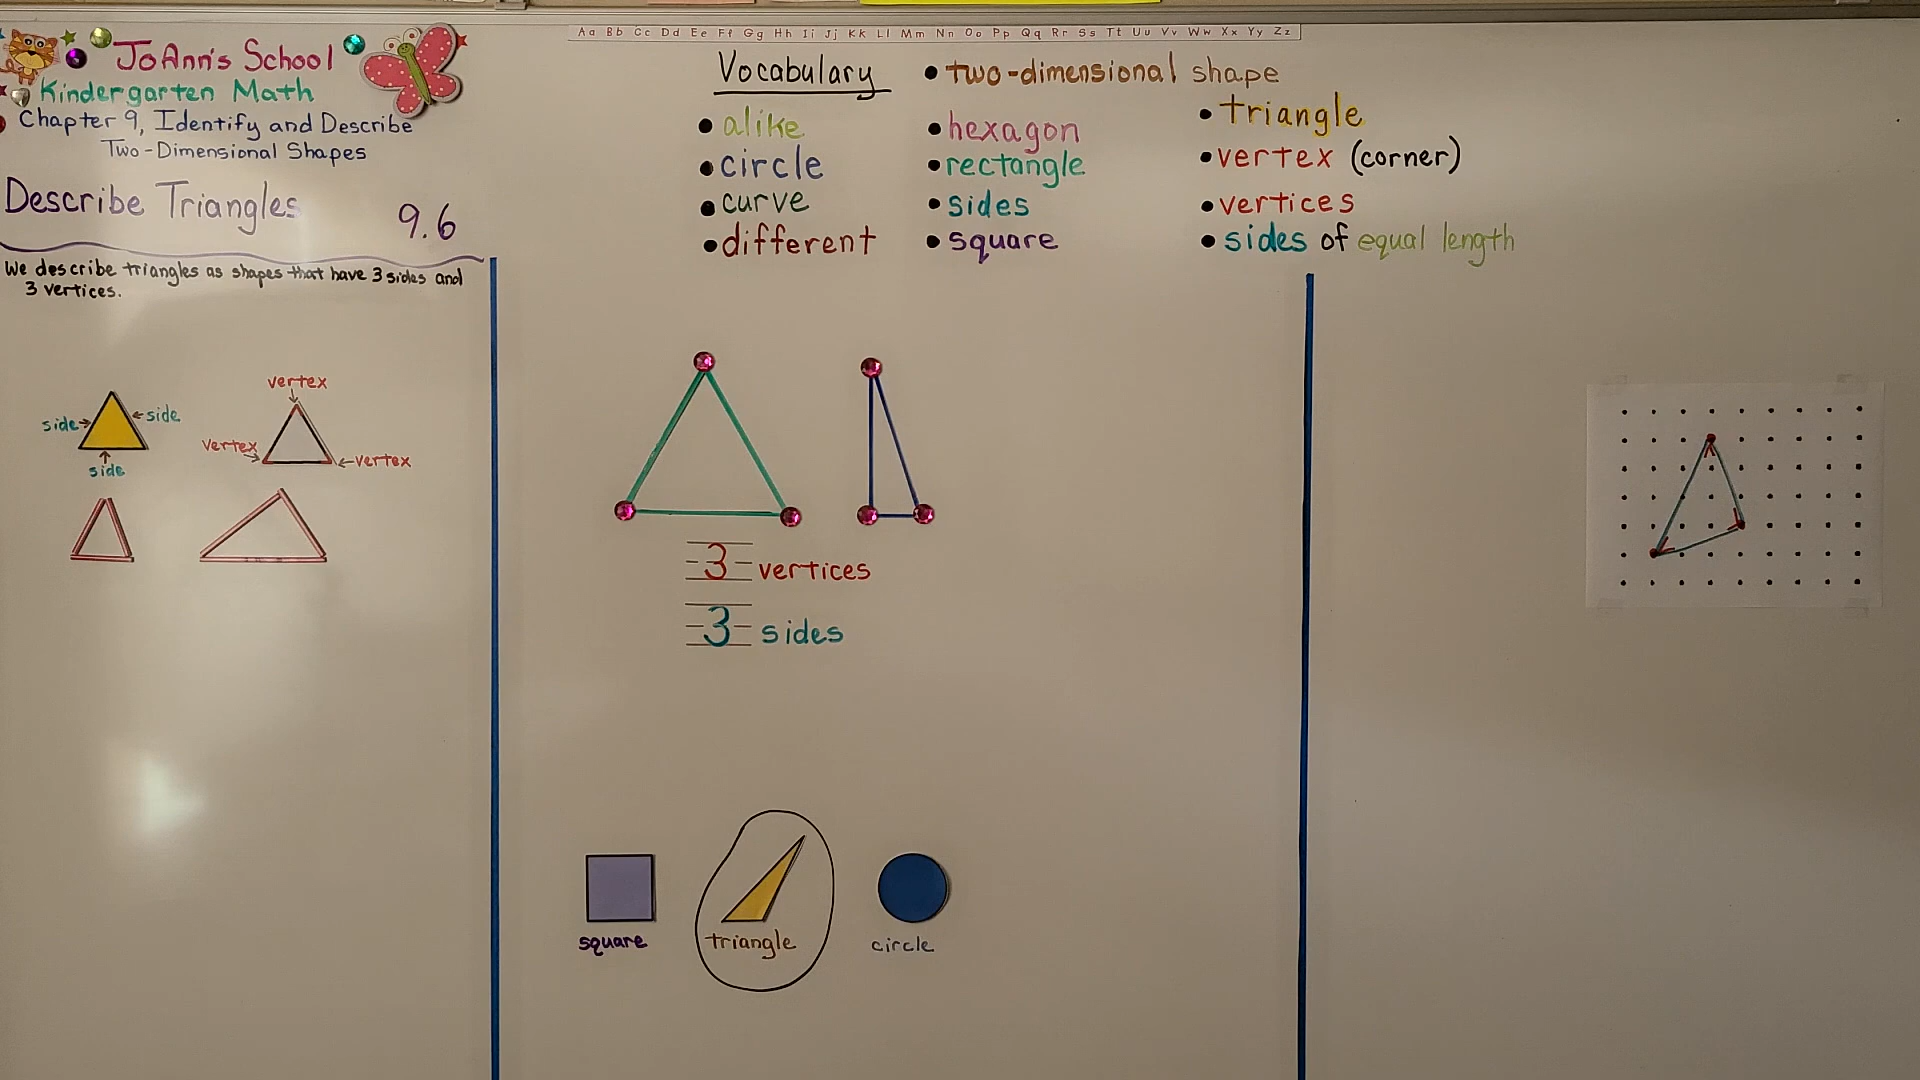 Aa Bb Cc Dd Ee Ff Gg Hh Ii Jj Kk Ll Mm Nn Oo Pp Qq Rr Ss Tt Uu Vv Ww Xx Yy Zz
JoAnn's School
Kindergarten Math
Chapter 9, Identify and Describe
Two-Dimensional Shapes
Describe Triangles 9.6
We describe triangles as shapes that have 3 sides and
3 vertices.
vertex
side
side
side
vertex
vertex
Vocabulary
• alike
• circle
• curve
• different
• two-dimensional shape
• hexagon
• rectangle
• sides
• square
• triangle
• vertex (corner)
• vertices
• sides of equal length
3 vertices
3 sides
square
triangle
circle